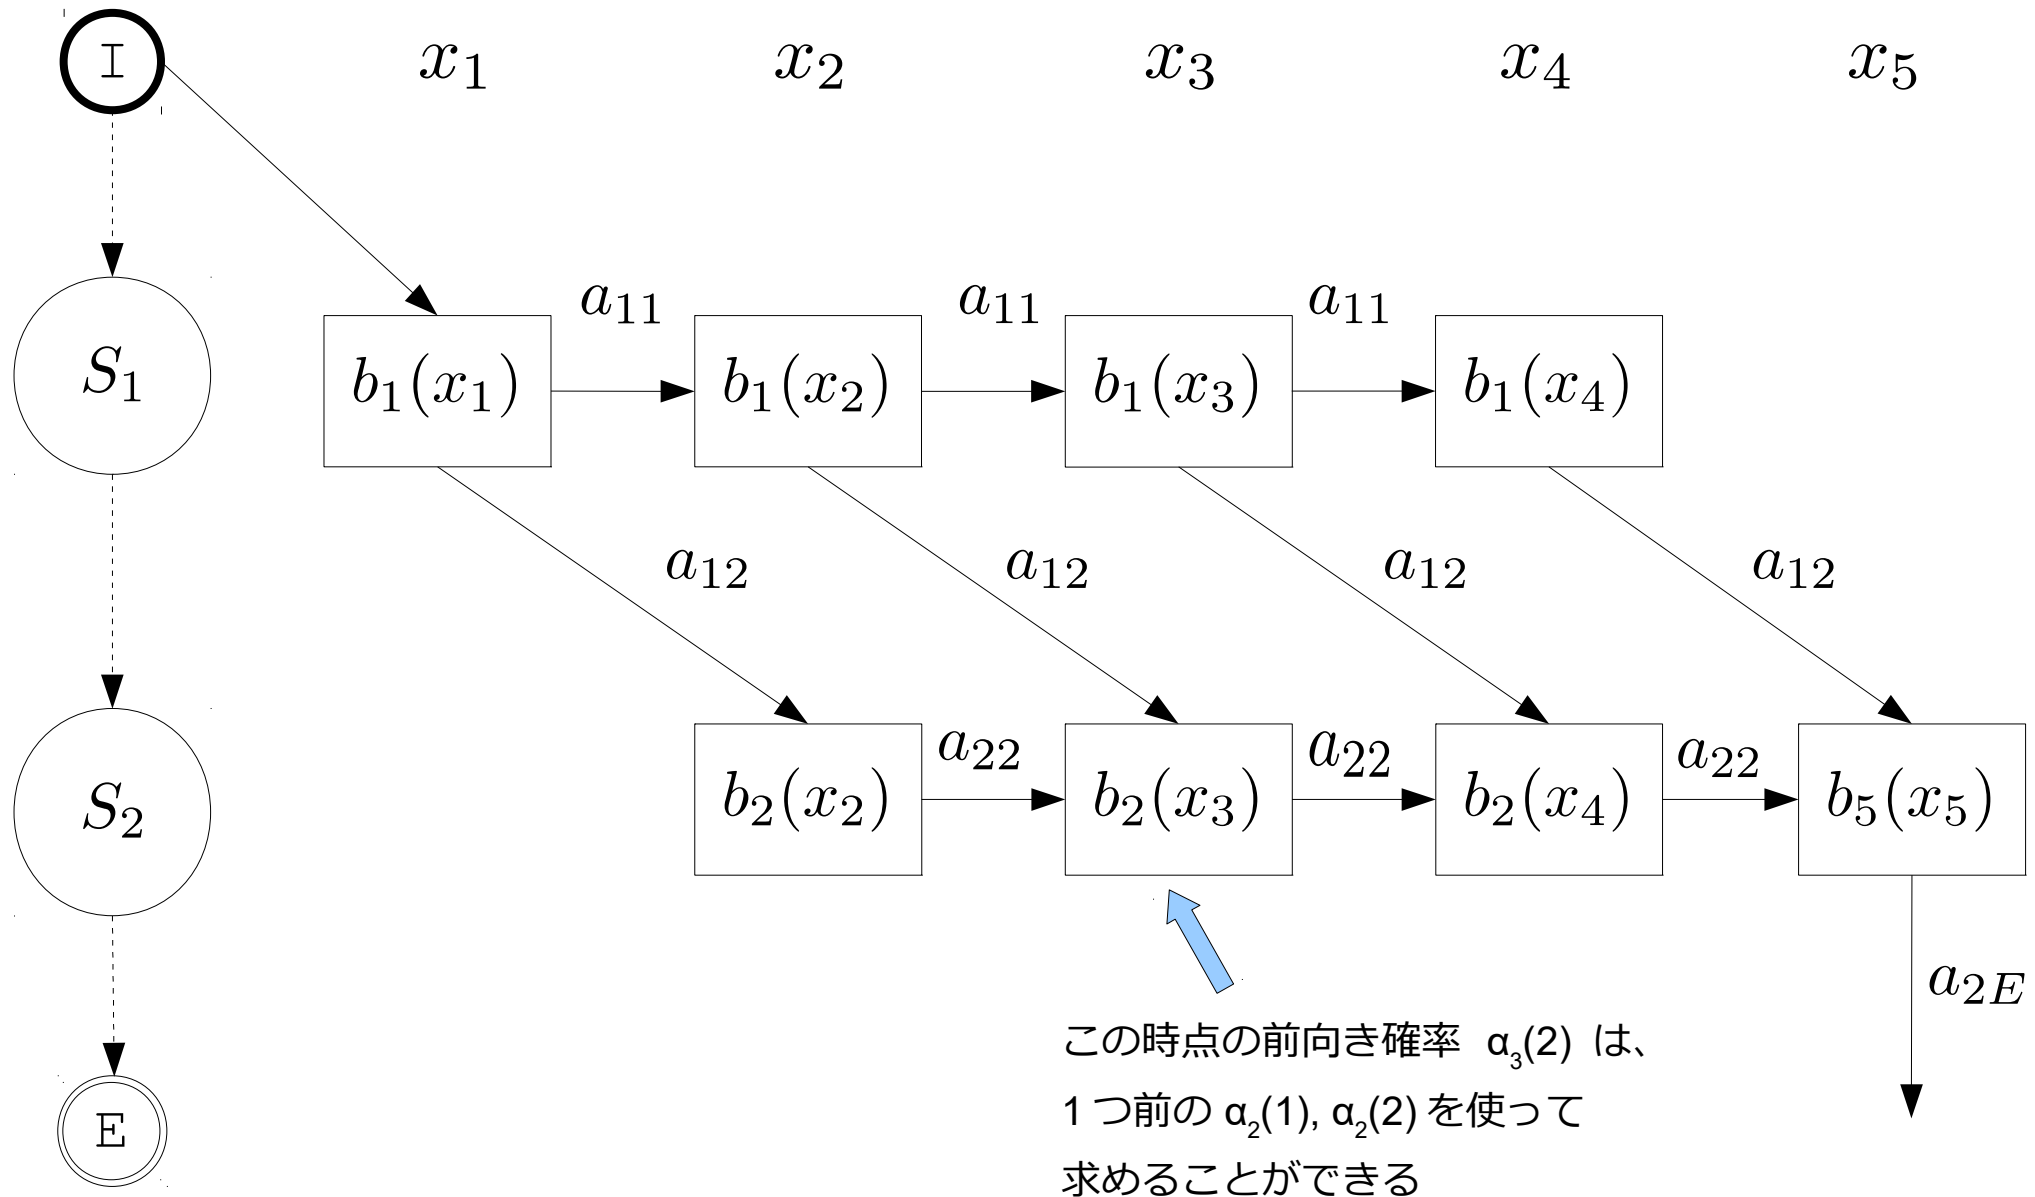 I x₁ x₂ x₃ x₄ x₅
a₁₁ a₁₁ a₁₁
S₁ b₁(x₁) b₁(x₂) b₁(x₃) b₁(x₄)
a₁₂ a₁₂ a₁₂ a₁₂
a₂₂ a₂₂ a₂₂
S₂ b₂(x₂) b₂(x₃) b₂(x₄) b₅(x₅)
a₂E
この時点の前向き確率 α₃(2) は、
E 1 つ前の α₂(1), α₂(2) を使って
求めることができる